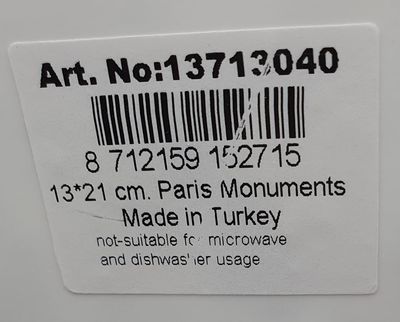 Art. No:13713040
8 712159 152715
13*21 cm. Paris Monuments
Made in Turkey
not-suitable for microwave
and dishwasher usage